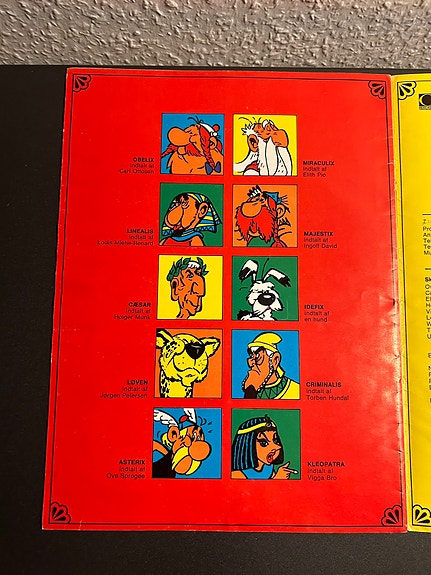 OBELIX
Indtalt af
Carl Ottosen
MIRACULIX
Indtalt af
Elith Pio
LINEALIS
Indtalt af
Louis Miehe-Renard
MAJESTIX
Indtalt af
Ingolf David
CÆSAR
Indtalt af
Holger Munk
IDEFIX
Indtalt af
en hund
LØVEN
Indtalt af
Jørgen Petersen
CRIMINALIS
Indtalt af
Torben Hundal
ASTERIX
Indtalt af
Ove Sprogøe
KLEOPATRA
Indtalt af
Vigga Bro